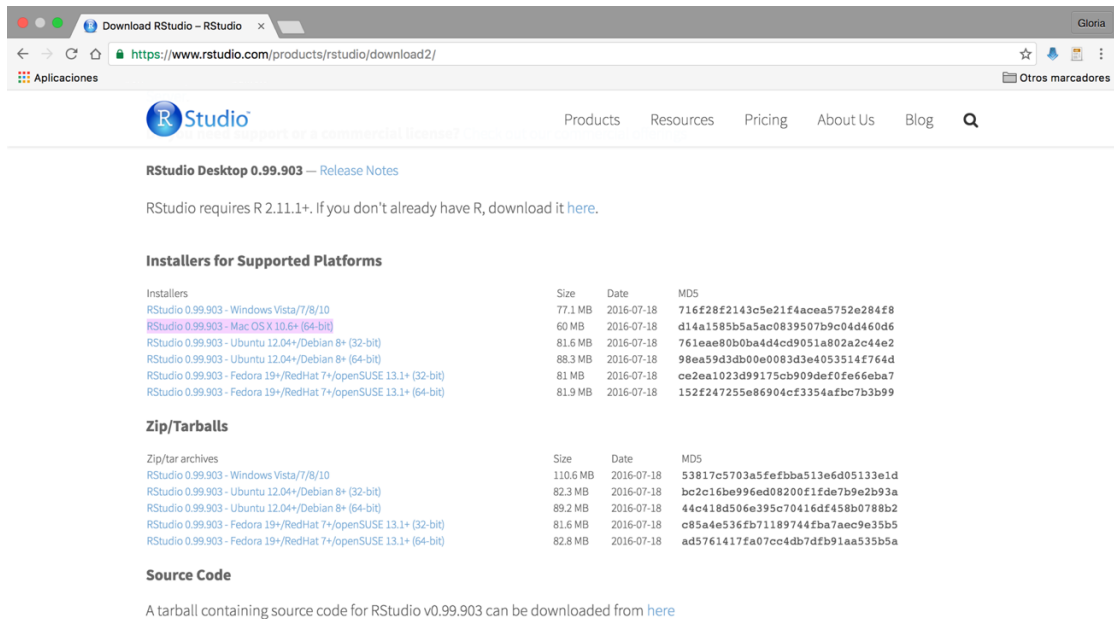 Download RStudio – RStudio
Gloria
https://www.rstudio.com/products/rstudio/download2/
Aplicaciones
Otros marcadores
R Studio
Products Resources Pricing About Us Blog
support or a commercial license?
RStudio Desktop 0.99.903 — Release Notes
RStudio requires R 2.11.1+. If you don't already have R, download it here.
Installers for Supported Platforms
Installers Size Date MD5
RStudio 0.99.903 - Windows Vista/7/8/10 77.1 MB 2016-07-18 716f28f2143c5e21f4acea5752e284f8
RStudio 0.99.903 - Mac OS X 10.6+ (64-bit) 60 MB 2016-07-18 d14a1585b5a5ac0839507b9c04d460d6
RStudio 0.99.903 - Ubuntu 12.04+/Debian 8+ (32-bit) 81.6 MB 2016-07-18 761eae80b0ba4d4cd9051a802a2c44e2
RStudio 0.99.903 - Ubuntu 12.04+/Debian 8+ (64-bit) 88.3 MB 2016-07-18 98ea59d3db00e0083d3e4053514f764d
RStudio 0.99.903 - Fedora 19+/RedHat 7+/openSUSE 13.1+ (32-bit) 81 MB 2016-07-18 ce2ea1023d99175cb909def0fe66eba7
RStudio 0.99.903 - Fedora 19+/RedHat 7+/openSUSE 13.1+ (64-bit) 81.9 MB 2016-07-18 152f247255e86904cf3354afbc7b3b99
Zip/Tarballs
Zip/tar archives Size Date MD5
RStudio 0.99.903 - Windows Vista/7/8/10 110.6 MB 2016-07-18 53817c5703a5fefbba513e6d05133e1d
RStudio 0.99.903 - Ubuntu 12.04+/Debian 8+ (32-bit) 82.3 MB 2016-07-18 bc2c16be996ed08200f1fde7b9e2b93a
RStudio 0.99.903 - Ubuntu 12.04+/Debian 8+ (64-bit) 89.2 MB 2016-07-18 44c418d506e395c70416df458b0788b2
RStudio 0.99.903 - Fedora 19+/RedHat 7+/openSUSE 13.1+ (32-bit) 81.6 MB 2016-07-18 c85a4e536fb71189744fba7aec9e35b5
RStudio 0.99.903 - Fedora 19+/RedHat 7+/openSUSE 13.1+ (64-bit) 82.8 MB 2016-07-18 ad5761417fa07cc4db7dfb91aa535b5a
Source Code
A tarball containing source code for RStudio v0.99.903 can be downloaded from here